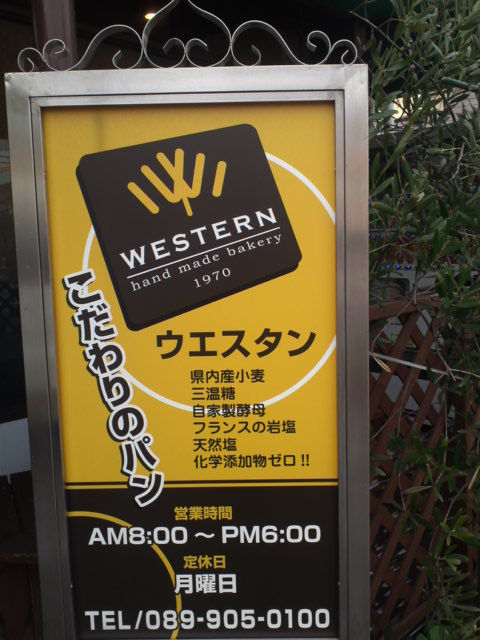 WESTERN
hand made bakery
1970
こだわりのパン
ウエスタン
県内産小麦
三温糖
自家製酵母
フランスの岩塩
天然塩
化学添加物ゼロ!!
営業時間
AM8:00 〜 PM6:00
定休日
月曜日
TEL/089-905-0100